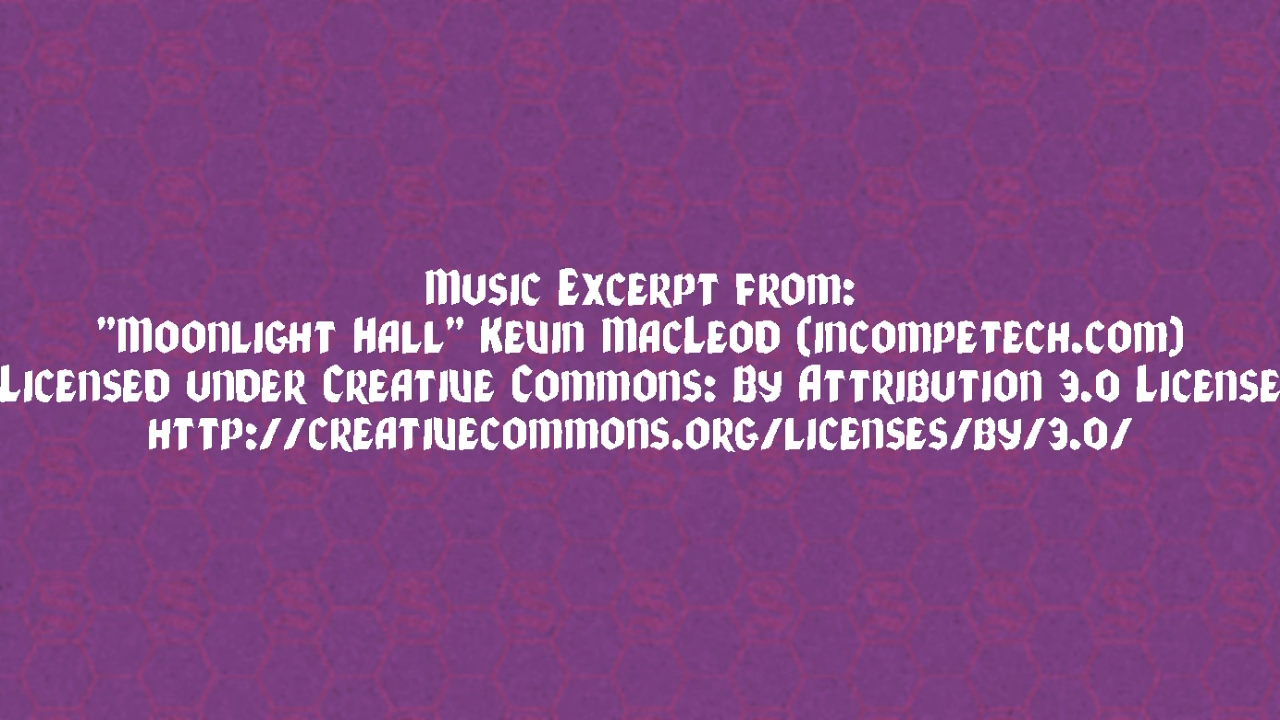 Music Excerpt from:
"Moonlight Hall" Kevin MacLeod (incompetech.com)
Licensed under Creative Commons: By Attribution 3.0 License
http://creativecommons.org/licenses/by/3.0/